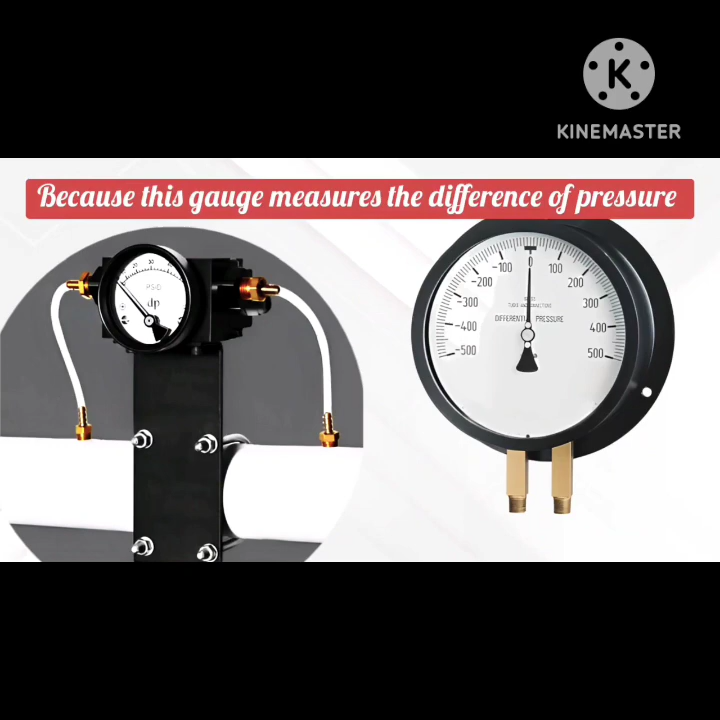 KINEMASTER
Because this gauge measures the difference of pressure
PSID
dp
-100 0 100
-200 200
-300 300
-400 400
-500 500
DIFFERENTI PRESSURE